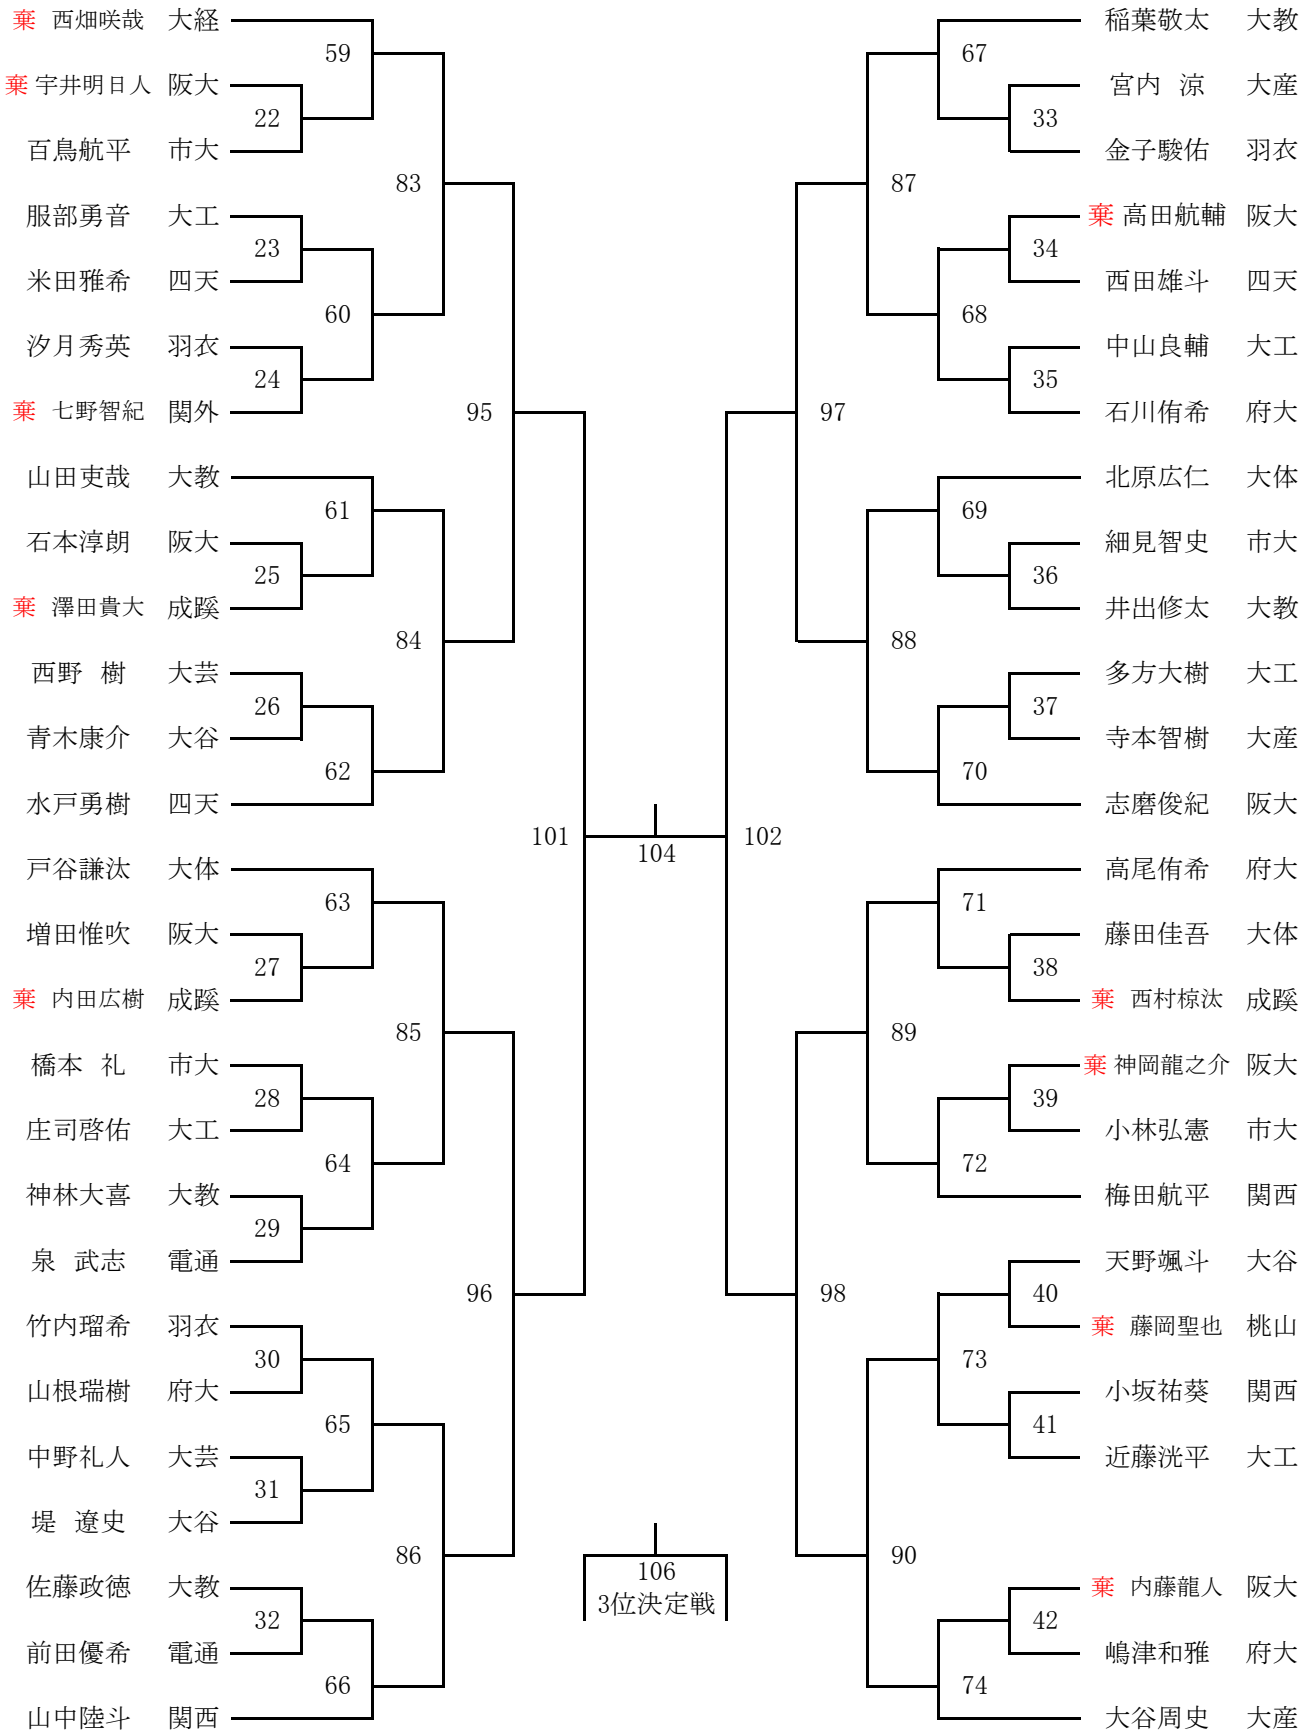 棄 西畑咲哉 大経
59
棄 宇井明日人 阪大
22
百鳥航平 市大
83
服部勇音 大工
23
米田雅希 四天
60
汐月秀英 羽衣
24
棄 七野智紀 関外
95
山田吏哉 大教
61
石本淳朗 阪大
25
棄 澤田貴大 成蹊
84
西野 樹 大芸
26
青木康介 大谷
62
水戸勇樹 四天
101
戸谷謙汰 大体
63
増田惟吹 阪大
27
棄 内田広樹 成蹊
85
橋本 礼 市大
28
庄司啓佑 大工
64
神林大喜 大教
29
泉 武志 電通
96
竹内瑠希 羽衣
30
山根瑞樹 府大
65
中野礼人 大芸
31
堤 遼史 大谷
86
佐藤政徳 大教
32
前田優希 電通
66
山中陸斗 関西
104
106
3位決定戦
稲葉敬太 大教
67
宮内 涼 大産
33
金子駿佑 羽衣
87
棄 高田航輔 阪大
34
西田雄斗 四天
68
中山良輔 大工
35
石川侑希 府大
97
北原広仁 大体
69
細見智史 市大
36
井出修太 大教
88
多方大樹 大工
37
寺本智樹 大産
70
志磨俊紀 阪大
102
高尾侑希 府大
71
藤田佳吾 大体
38
棄 西村椋汰 成蹊
89
棄 神岡龍之介 阪大
39
小林弘憲 市大
72
梅田航平 関西
天野颯斗 大谷
98
40
棄 藤岡聖也 桃山
73
小坂祐葵 関西
41
近藤洸平 大工
90
棄 内藤龍人 阪大
42
嶋津和雅 府大
74
大谷周史 大産